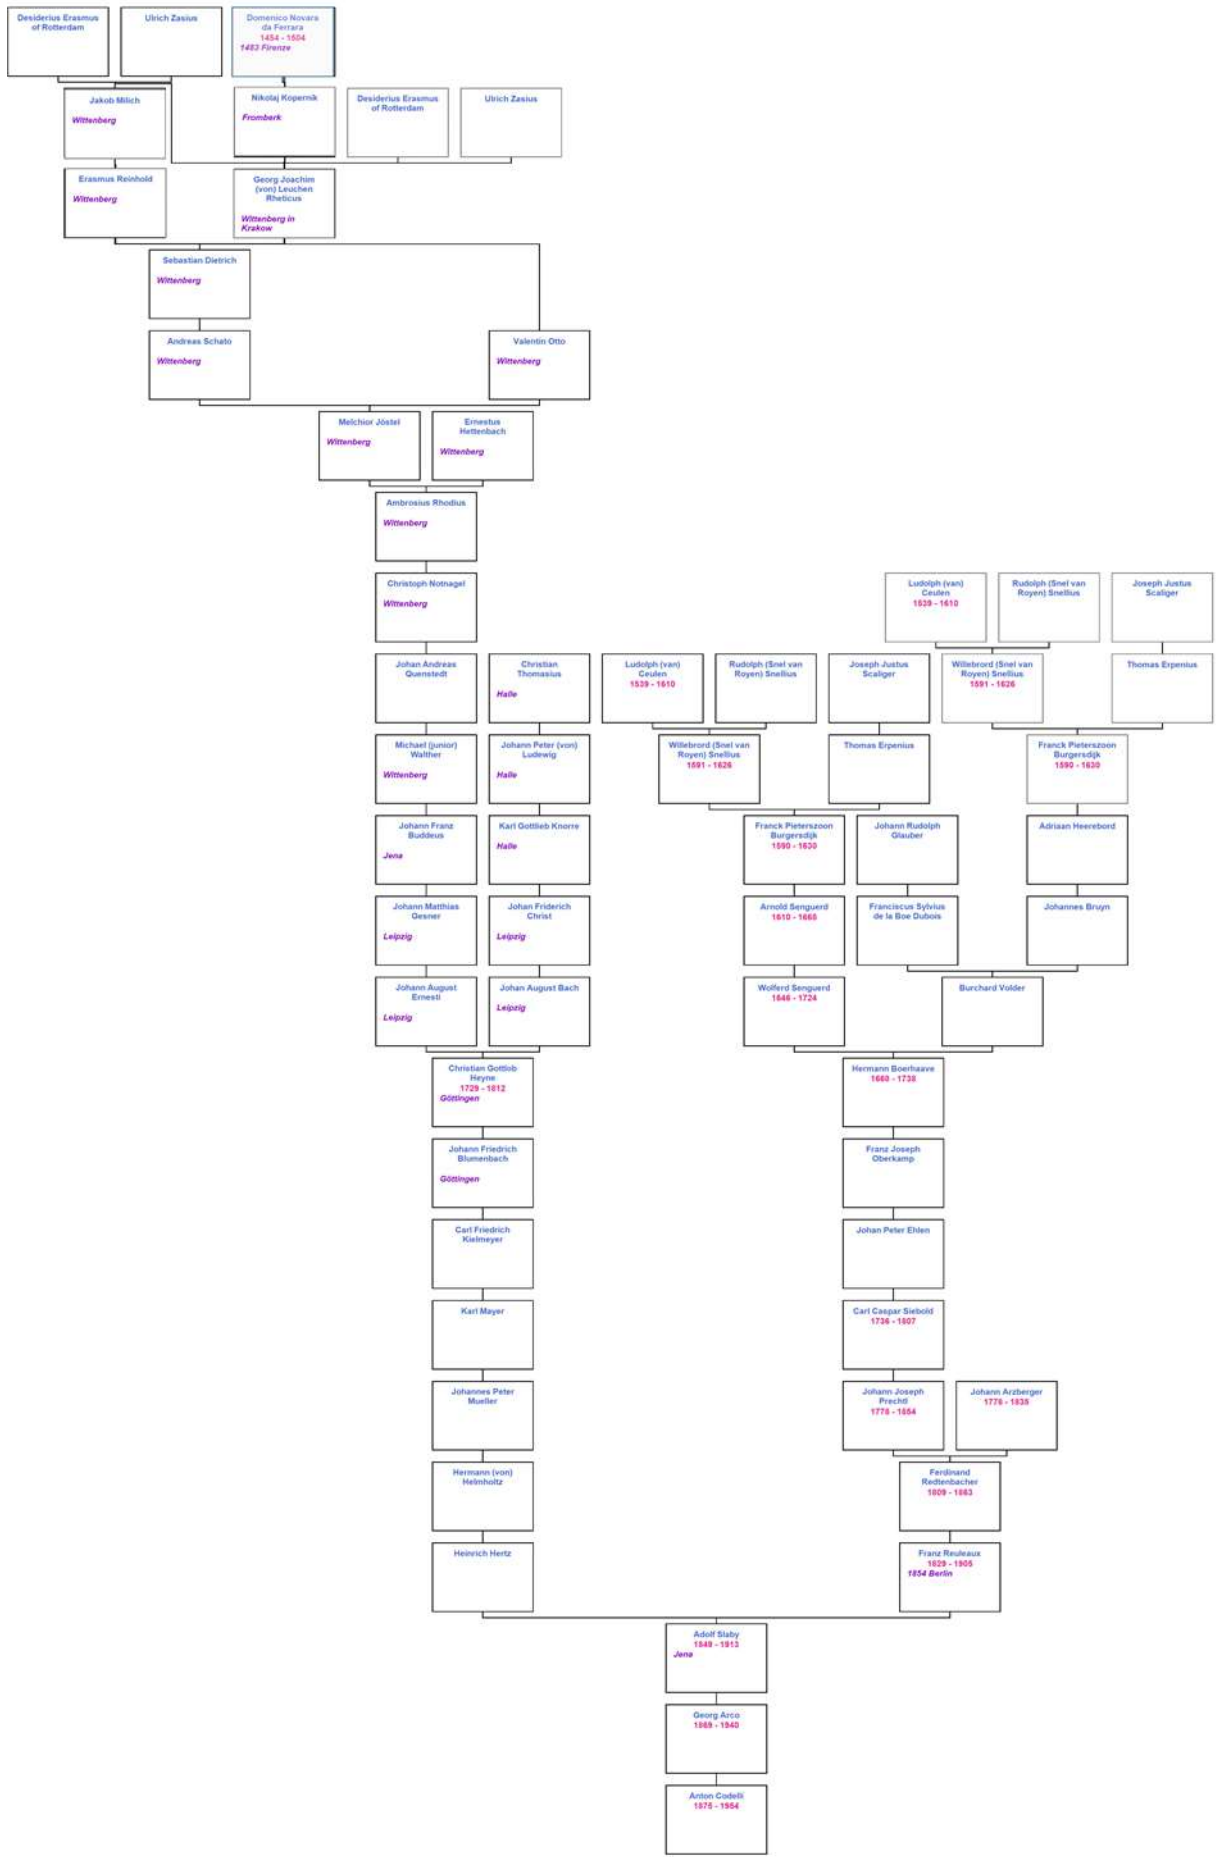 Desiderius Erasmus
of Rotterdam
Ulrich Zasius
Domenico Novara
da Ferrara
1454 - 1504
1483 Firenze
Jakob Milich
Wittenberg
Nikolaj Kopernik
Fromberk
Desiderius Erasmus
of Rotterdam
Ulrich Zasius
Erasmus Reinhold
Wittenberg
Georg Joachim
(von) Leuchen
Rheticus
Wittenberg in
Krakow
Sebastian Dietrich
Wittenberg
Andreas Schato
Wittenberg
Valentin Otto
Wittenberg
Melchior Jöstel
Wittenberg
Ernestus
Hettenbach
Wittenberg
Ambrosius Rhodius
Wittenberg
Christoph Notnagel
Wittenberg
Ludolph (van)
Ceulen
1539 - 1610
Rudolph (Snel van
Royen) Snellius
Joseph Justus
Scaliger
Johan Andreas
Quenstedt
Christian
Thomasius
Halle
Ludolph (van)
Ceulen
1539 - 1610
Rudolph (Snel van
Royen) Snellius
Joseph Justus
Scaliger
Willebrord (Snel van
Royen) Snellius
1591 - 1626
Thomas Erpenius
Michael (junior)
Walther
Wittenberg
Johann Peter (von)
Ludewig
Halle
Willebrord (Snel van
Royen) Snellius
1591 - 1626
Thomas Erpenius
Franck Pieterszoon
Burgersdijk
1590 - 1630
Johann Franz
Buddeus
Jena
Karl Gottlieb Knorre
Halle
Franck Pieterszoon
Burgersdijk
1590 - 1630
Johann Rudolph
Glauber
Adriaan Heerebord
Johann Matthias
Gesner
Leipzig
Johan Friderich
Christ
Leipzig
Arnold Senguerd
1610 - 1668
Franciscus Sylvius
de la Boe Dubois
Johannes Bruyn
Johann August
Ernesti
Leipzig
Johan August Bach
Leipzig
Wolferd Senguerd
1646 - 1724
Burchard Volder
Christian Gottlob
Heyne
1729 - 1812
Göttingen
Hermann Boerhaave
1668 - 1738
Johann Friedrich
Blumenbach
Göttingen
Franz Joseph
Oberkamp
Carl Friedrich
Kielmeyer
Johan Peter Ehlen
Karl Mayer
Carl Caspar Siebold
1736 - 1807
Johannes Peter
Mueller
Johann Joseph
Prechtl
1778 - 1854
Johann Arzberger
1778 - 1835
Hermann (von)
Helmholtz
Ferdinand
Redtenbacher
1809 - 1863
Heinrich Hertz
Franz Reuleaux
1829 - 1905
1854 Berlin
Adolf Slaby
1849 - 1913
Jena
Georg Arco
1869 - 1940
Anton Codelli
1875 - 1954